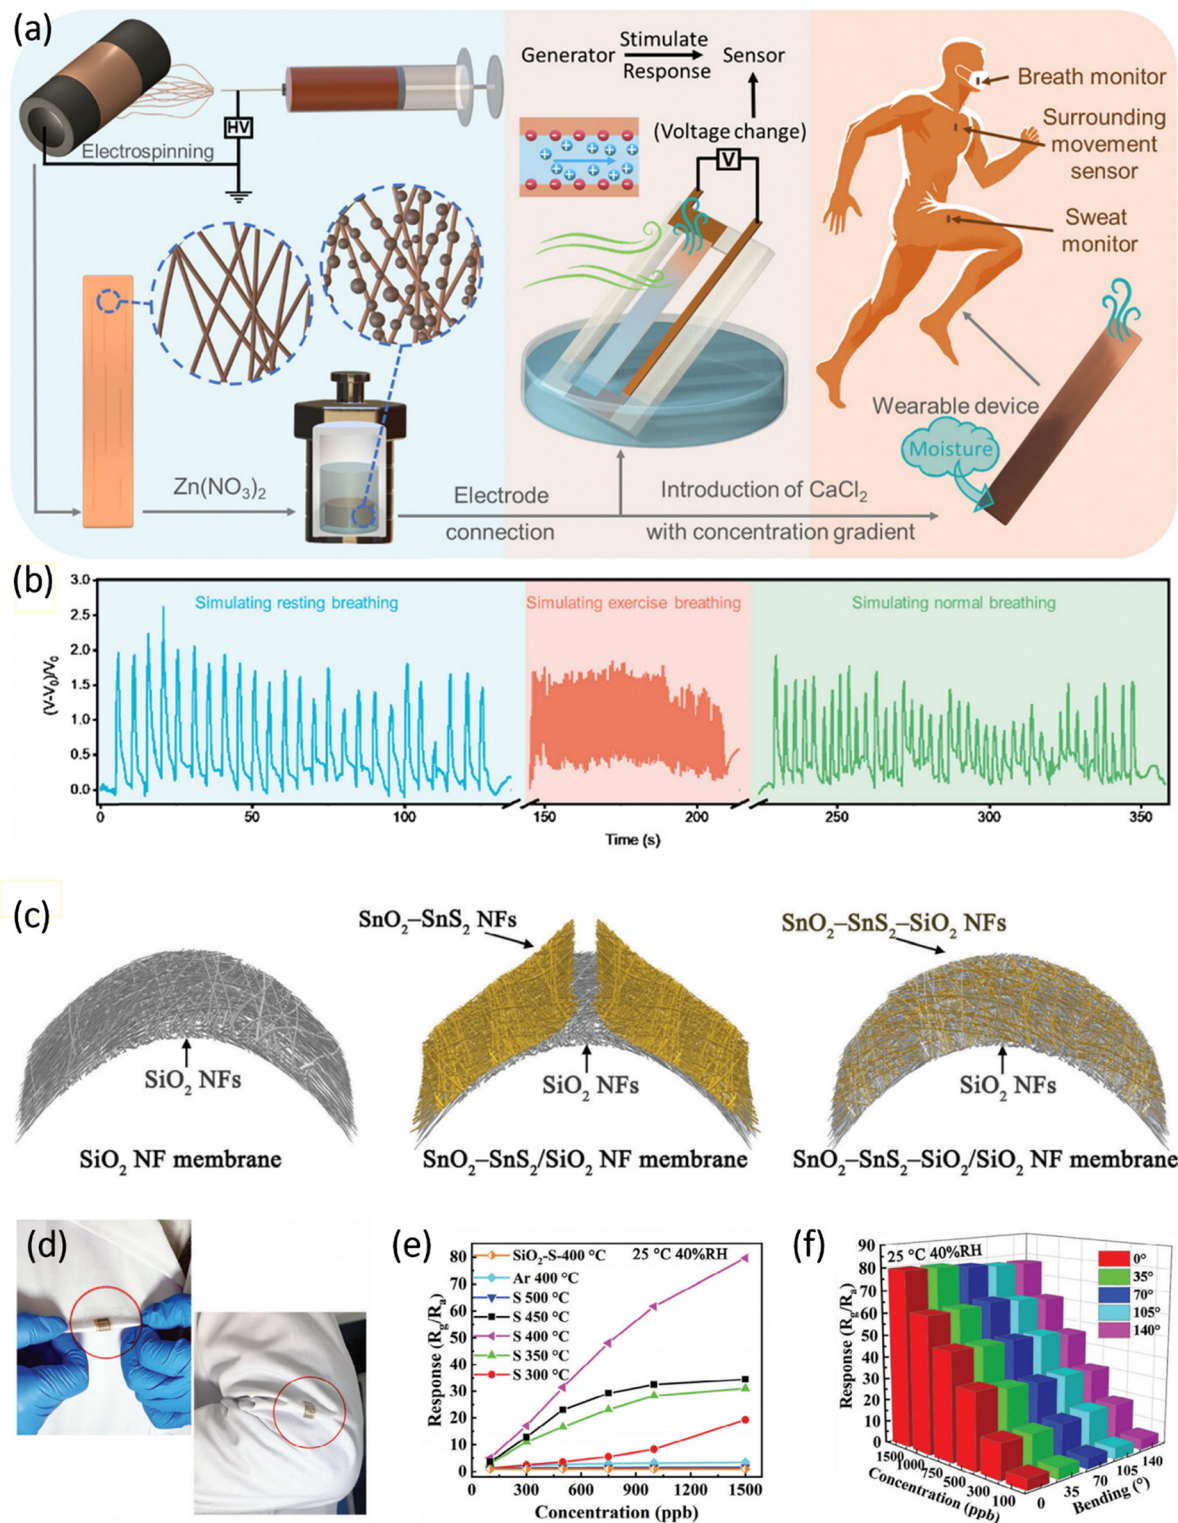 (a)
Generator
Stimulate
Response
Sensor
(Voltage change)
V
HV
Electrospinning
Breath monitor
Surrounding
movement
sensor
Sweat
monitor
Wearable device
Moisture
Zn(NO3)2
Electrode
connection
Introduction of CaCl2
with concentration gradient
(b)
Simulating resting breathing
Simulating exercise breathing
Simulating normal breathing
(V-V0)/V0
3.0
2.5
2.0
1.5
1.0
0.5
0.0
0
50
100
150
200
250
300
350
Time (s)
(c)
SnO2–SnS2 NFs
SnO2–SnS2–SiO2 NFs
SiO2 NFs
SiO2 NFs
SiO2 NFs
SiO2 NF membrane
SnO2–SnS2/SiO2 NF membrane
SnO2–SnS2–SiO2/SiO2 NF membrane
(d)
(e)
25 °C 40%RH
SiO2-S-400 °C
Ar 400 °C
S 500 °C
S 450 °C
S 400 °C
S 350 °C
S 300 °C
Response (Rg/Ra)
80
70
60
50
40
30
20
10
0
0
300
600
900
1200
1500
Concentration (ppb)
(f)
25 °C 40%RH
0°
35°
70°
105°
140°
Response (Rg/Ra)
90
80
70
60
50
40
30
20
10
0
1500
1000
750
500
300
100
Concentration (ppb)
0
35
70
105
140
Bending (°)